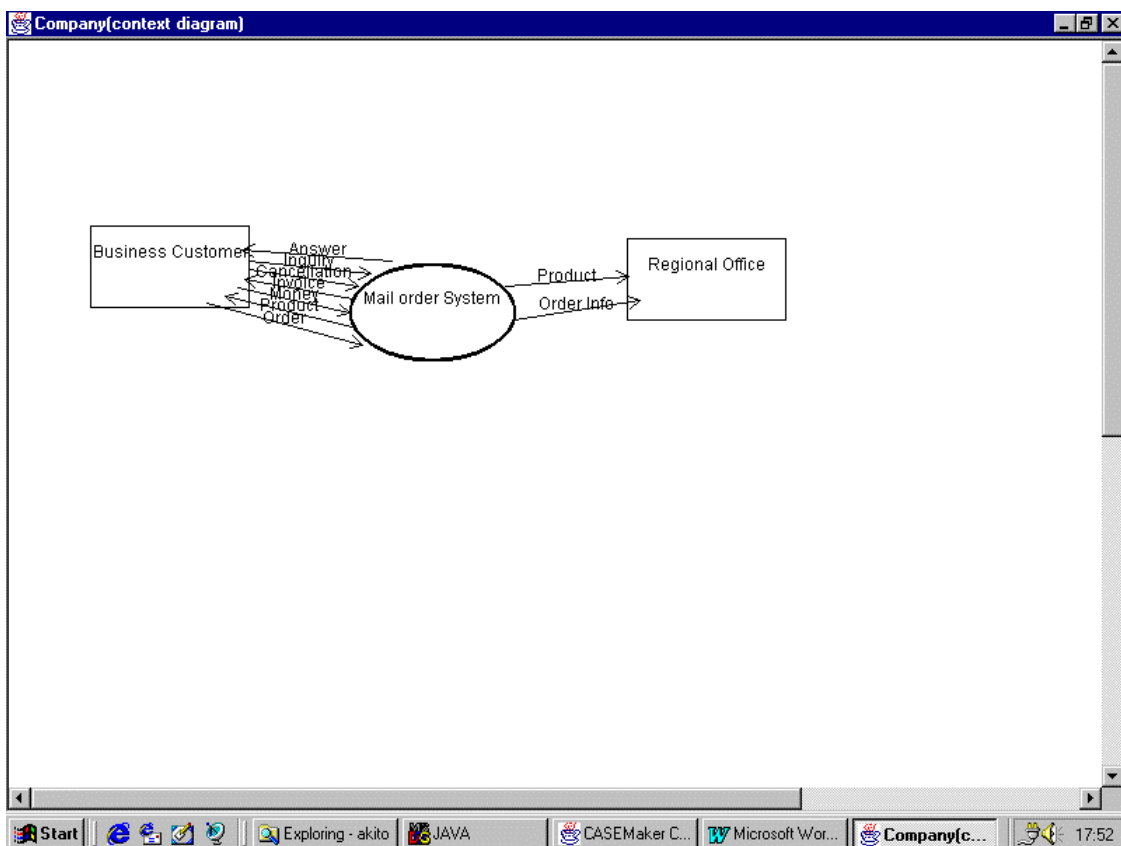 Company(context diagram)
Business Customer
Answer
Inquiry
Cancellation
Invoice
Money
Product
Order
Mail order System
Product
Order Info
Regional Office
Start
Exploring - akito
JAVA
CASEMaker C...
Microsoft Wor...
Company(c...
17:52